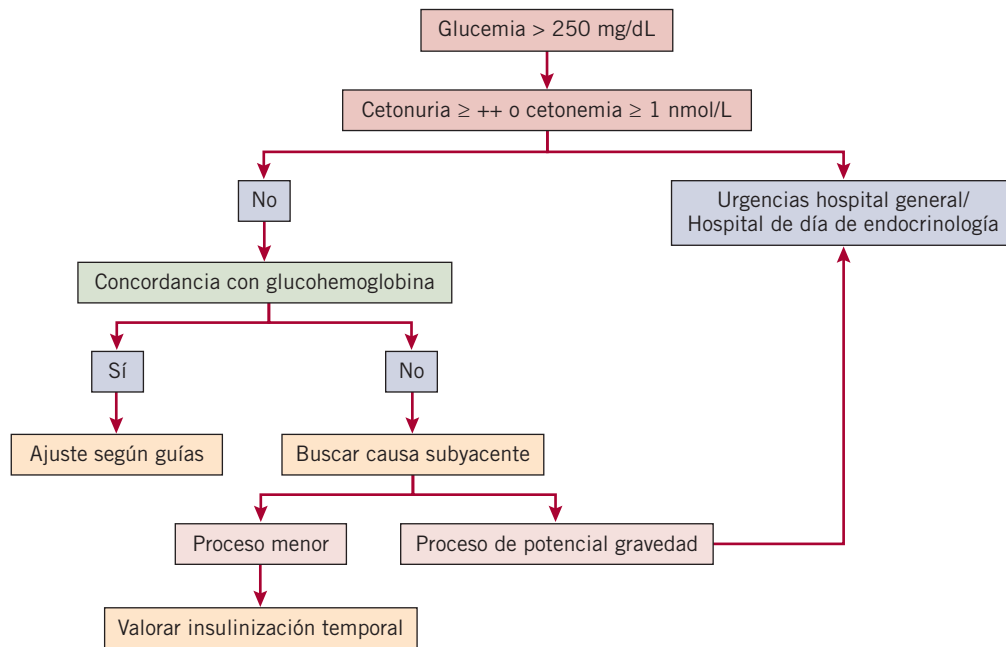 Glucemia > 250 mg/dL
Cetonuria ≥ ++ o cetonemia ≥ 1 nmol/L
No
Urgencias hospital general/
Hospital de día de endocrinología
Concordancia con glucohemoglobina
Sí
No
Ajuste según guías
Buscar causa subyacente
Proceso menor
Proceso de potencial gravedad
Valorar insulinización temporal